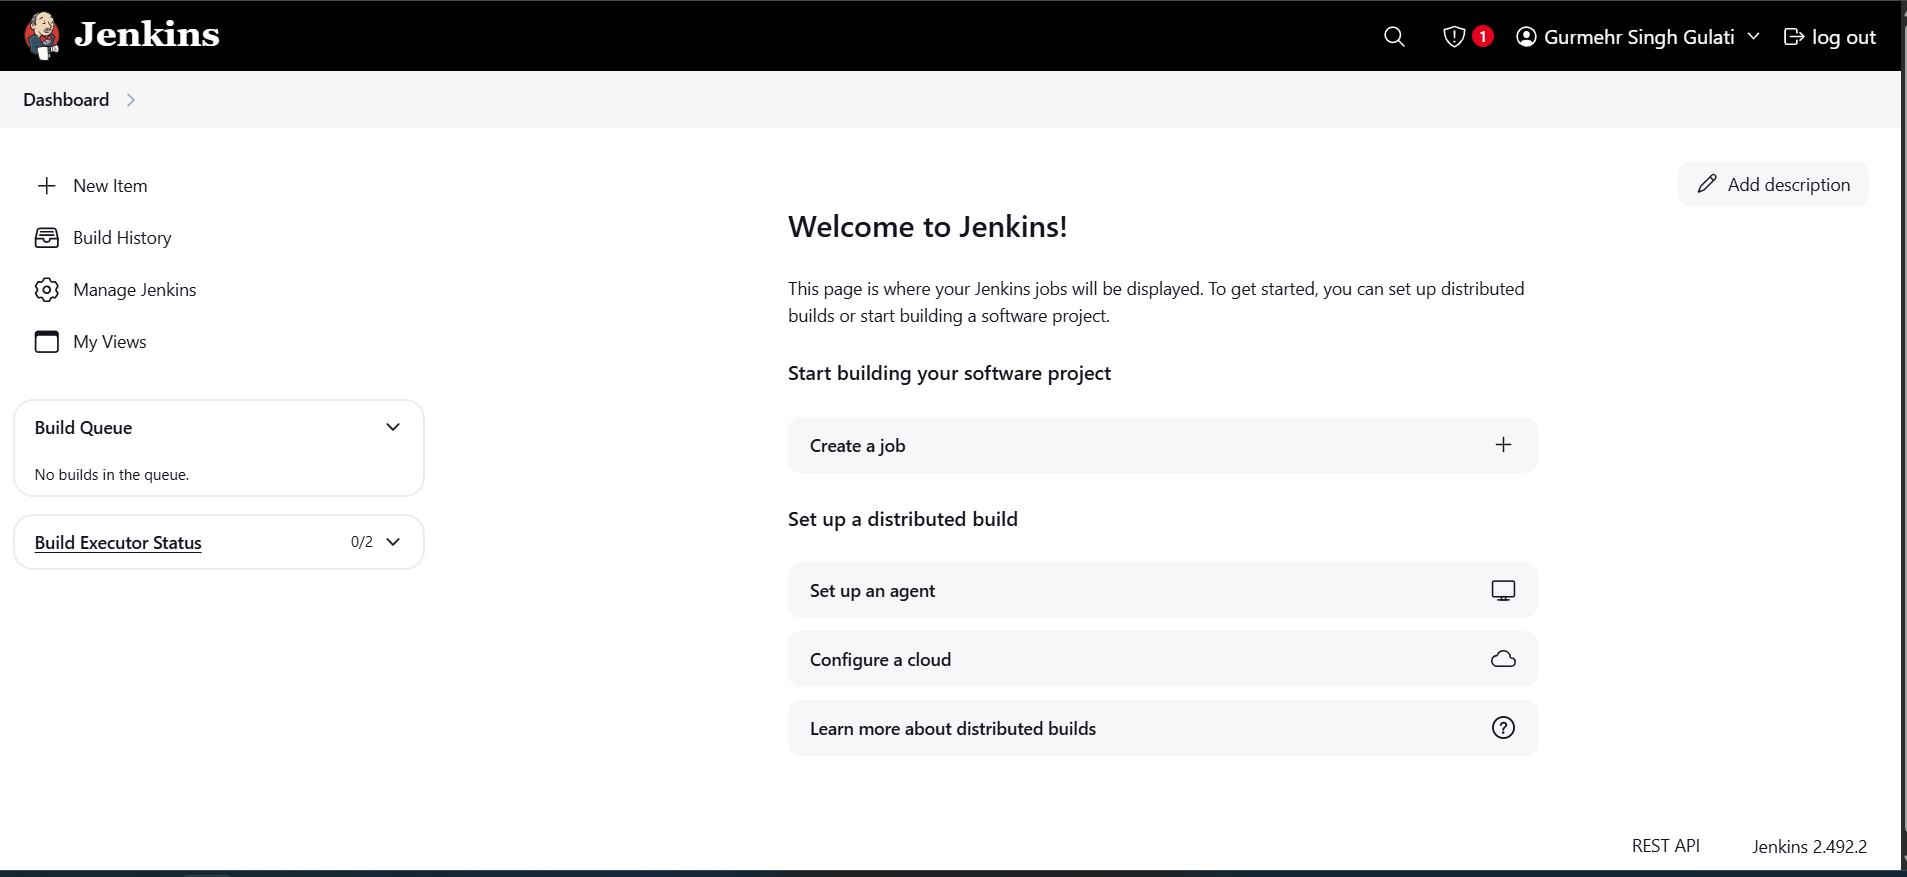 Jenkins
1
Gurmehr Singh Gulati
log out
Dashboard
New Item
Build History
Manage Jenkins
My Views
Build Queue
No builds in the queue.
Build Executor Status
0/2
Add description
Welcome to Jenkins!
This page is where your Jenkins jobs will be displayed. To get started, you can set up distributed
builds or start building a software project.
Start building your software project
Create a job
Set up a distributed build
Set up an agent
Configure a cloud
Learn more about distributed builds
REST API
Jenkins 2.492.2